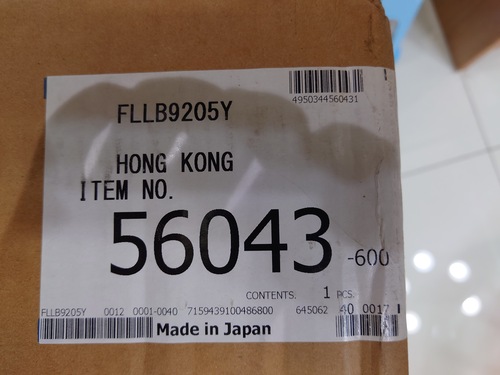 4950344560431
FLLB9205Y
HONG KONG
ITEM NO.
56043 -600
CONTENTS. 1 PCS.
FLLB9205Y 0012 0001-0040 7159439100486800 645062 40 0017
Made in Japan